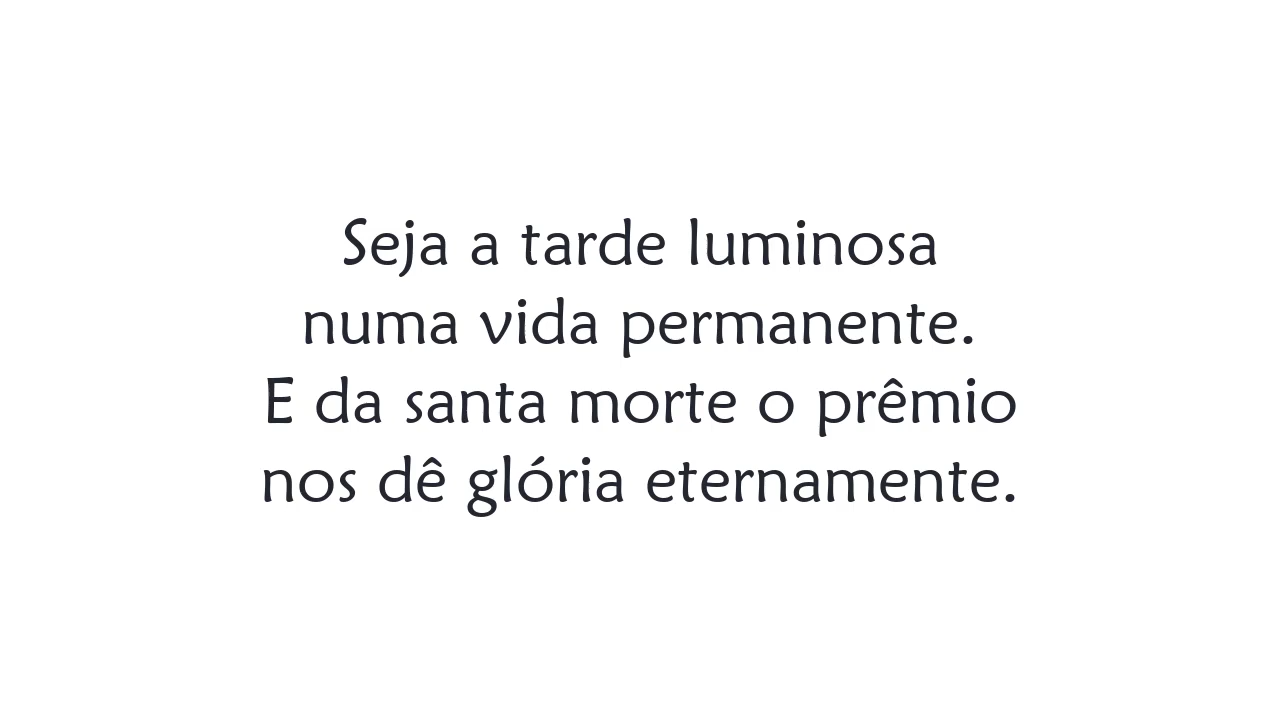 Seja a tarde luminosa
numa vida permanente.
E da santa morte o prêmio
nos dê glória eternamente.